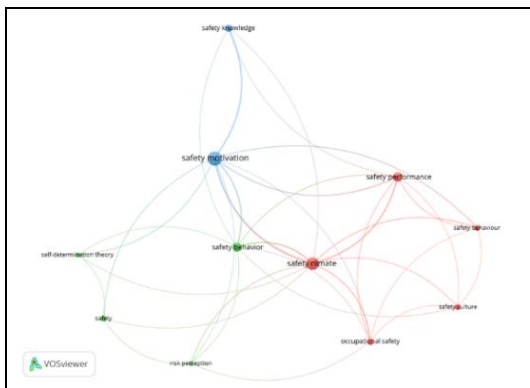 safety knowledge
safety motivation
safety performance
safety behaviour
safety behavior
self-determination theory
safety climate
safety culture
safety
occupational safety
risk perception
VOSviewer